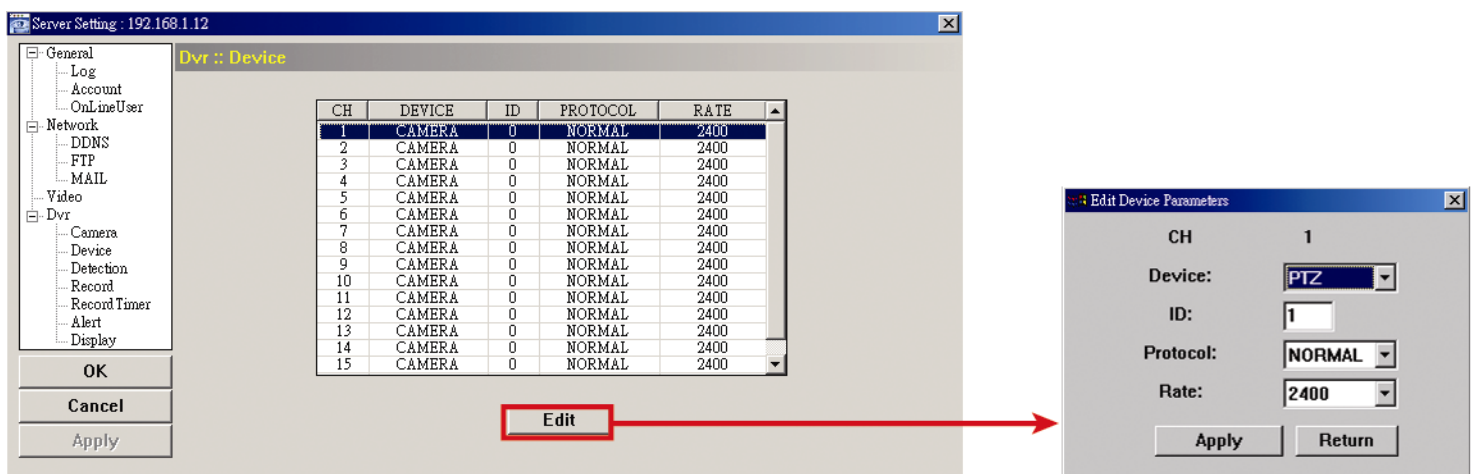 Server Setting : 192.168.1.12
General
Log
Account
OnLineUser
Network
DDNS
FTP
MAIL
Video
Dvr
Camera
Device
Detection
Record
Record Timer
Alert
Display
OK
Cancel
Apply
Dvr :: Device
CH DEVICE ID PROTOCOL RATE
1 CAMERA 0 NORMAL 2400
2 CAMERA 0 NORMAL 2400
3 CAMERA 0 NORMAL 2400
4 CAMERA 0 NORMAL 2400
5 CAMERA 0 NORMAL 2400
6 CAMERA 0 NORMAL 2400
7 CAMERA 0 NORMAL 2400
8 CAMERA 0 NORMAL 2400
9 CAMERA 0 NORMAL 2400
10 CAMERA 0 NORMAL 2400
11 CAMERA 0 NORMAL 2400
12 CAMERA 0 NORMAL 2400
13 CAMERA 0 NORMAL 2400
14 CAMERA 0 NORMAL 2400
15 CAMERA 0 NORMAL 2400
Edit
Edit Device Parameters
CH 1
Device: PTZ
ID: 1
Protocol: NORMAL
Rate: 2400
Apply Return